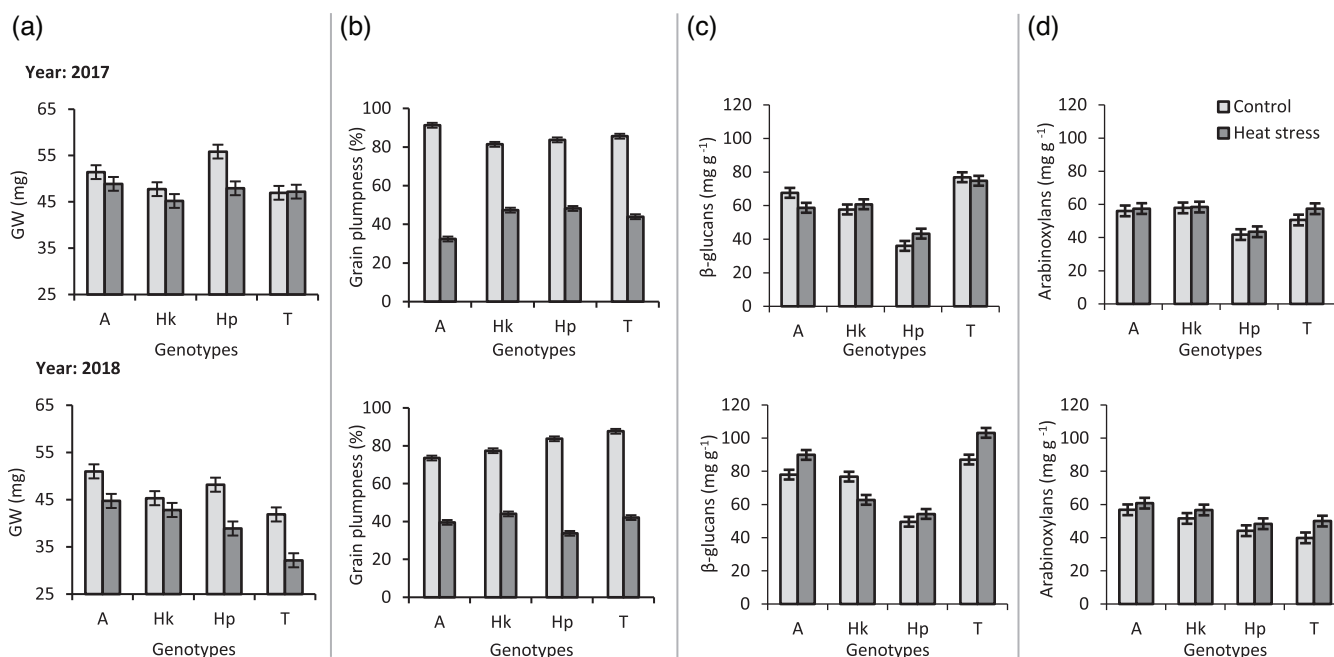 (a)
Year: 2017
GW (mg)
65
55
45
35
25
A Hk Hp T
Genotypes
Year: 2018
GW (mg)
65
55
45
35
25
A Hk Hp T
Genotypes
(b)
Grain plumpness (%)
100
80
60
40
20
0
A Hk Hp T
Genotypes
Grain plumpness (%)
100
80
60
40
20
0
A Hk Hp T
Genotypes
(c)
β-glucans (mg g⁻¹)
120
100
80
60
40
20
0
A Hk Hp T
Genotypes
β-glucans (mg g⁻¹)
120
100
80
60
40
20
0
A Hk Hp T
Genotypes
(d)
Control
Heat stress
Arabinoxylans (mg g⁻¹)
120
100
80
60
40
20
0
A Hk Hp T
Genotypes
Arabinoxylans (mg g⁻¹)
120
100
80
60
40
20
0
A Hk Hp T
Genotypes